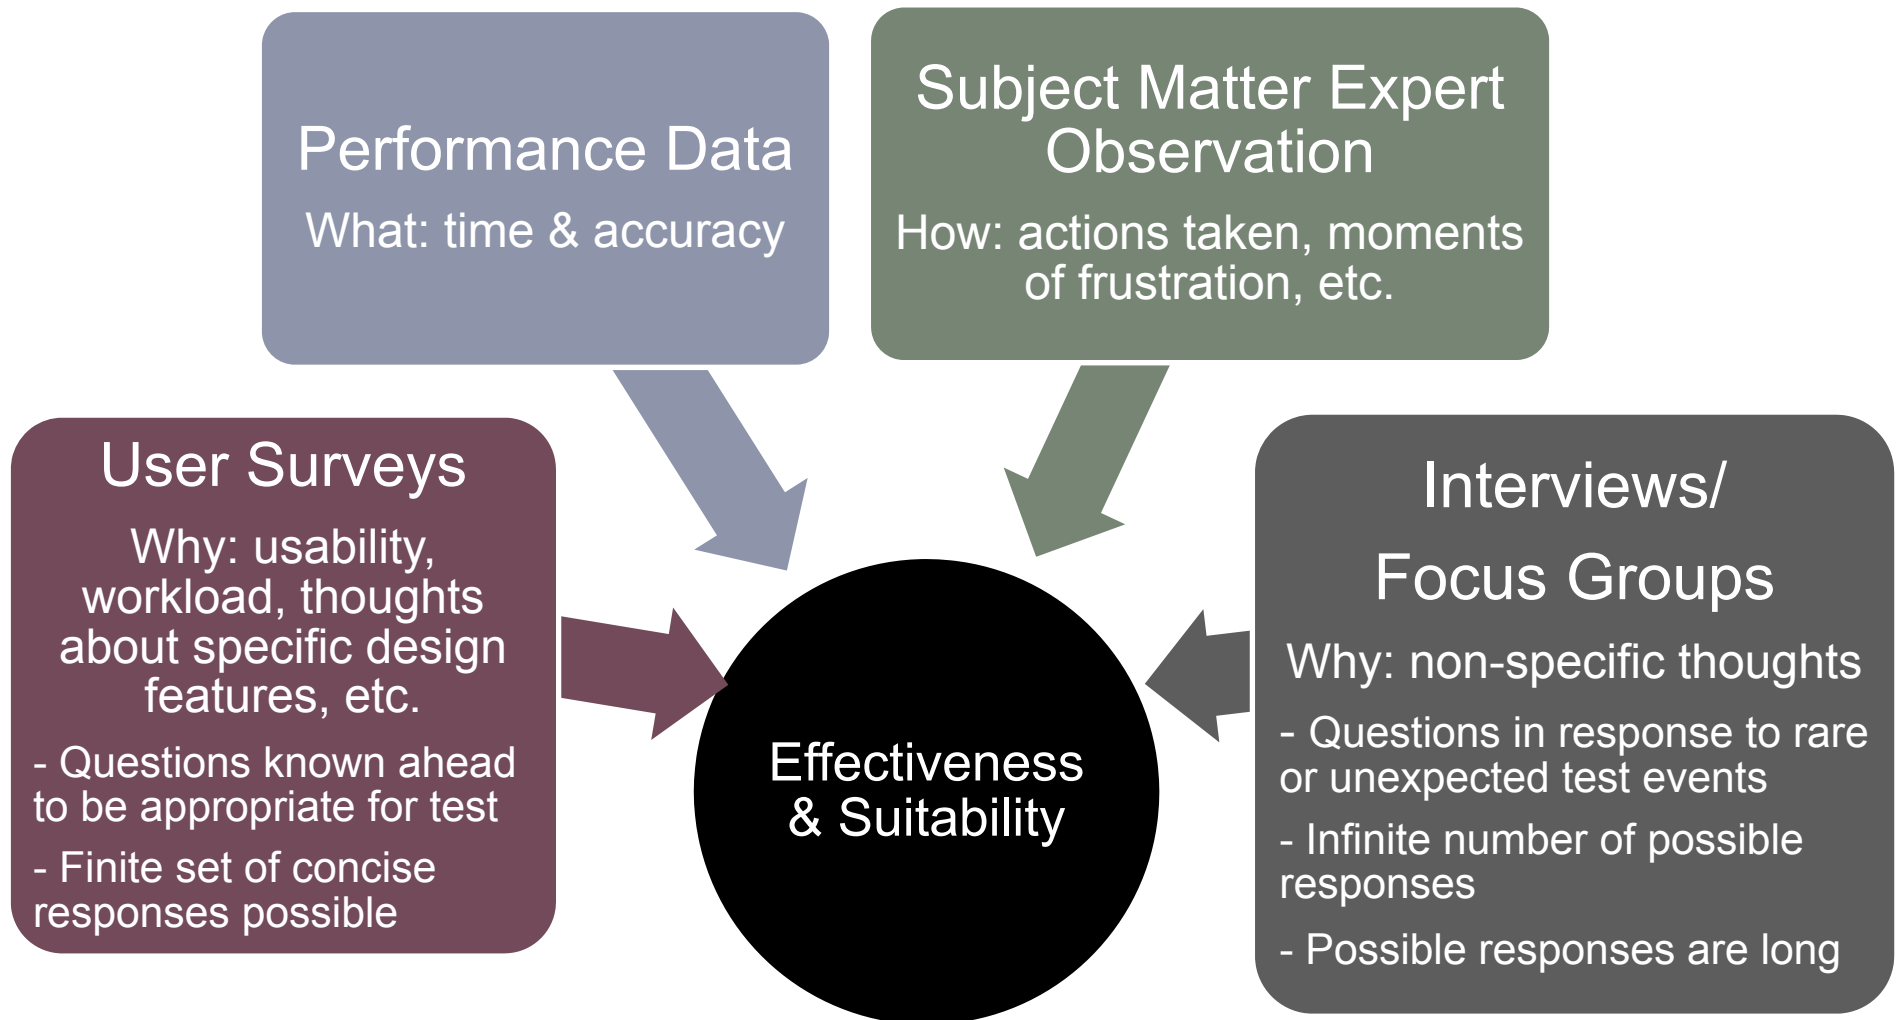 Performance Data
What: time & accuracy
Subject Matter Expert
Observation
How: actions taken, moments
of frustration, etc.
User Surveys
Why: usability,
workload, thoughts
about specific design
features, etc.
- Questions known ahead
to be appropriate for test
- Finite set of concise
responses possible
Interviews/
Focus Groups
Why: non-specific thoughts
- Questions in response to rare
or unexpected test events
- Infinite number of possible
responses
- Possible responses are long
Effectiveness
& Suitability